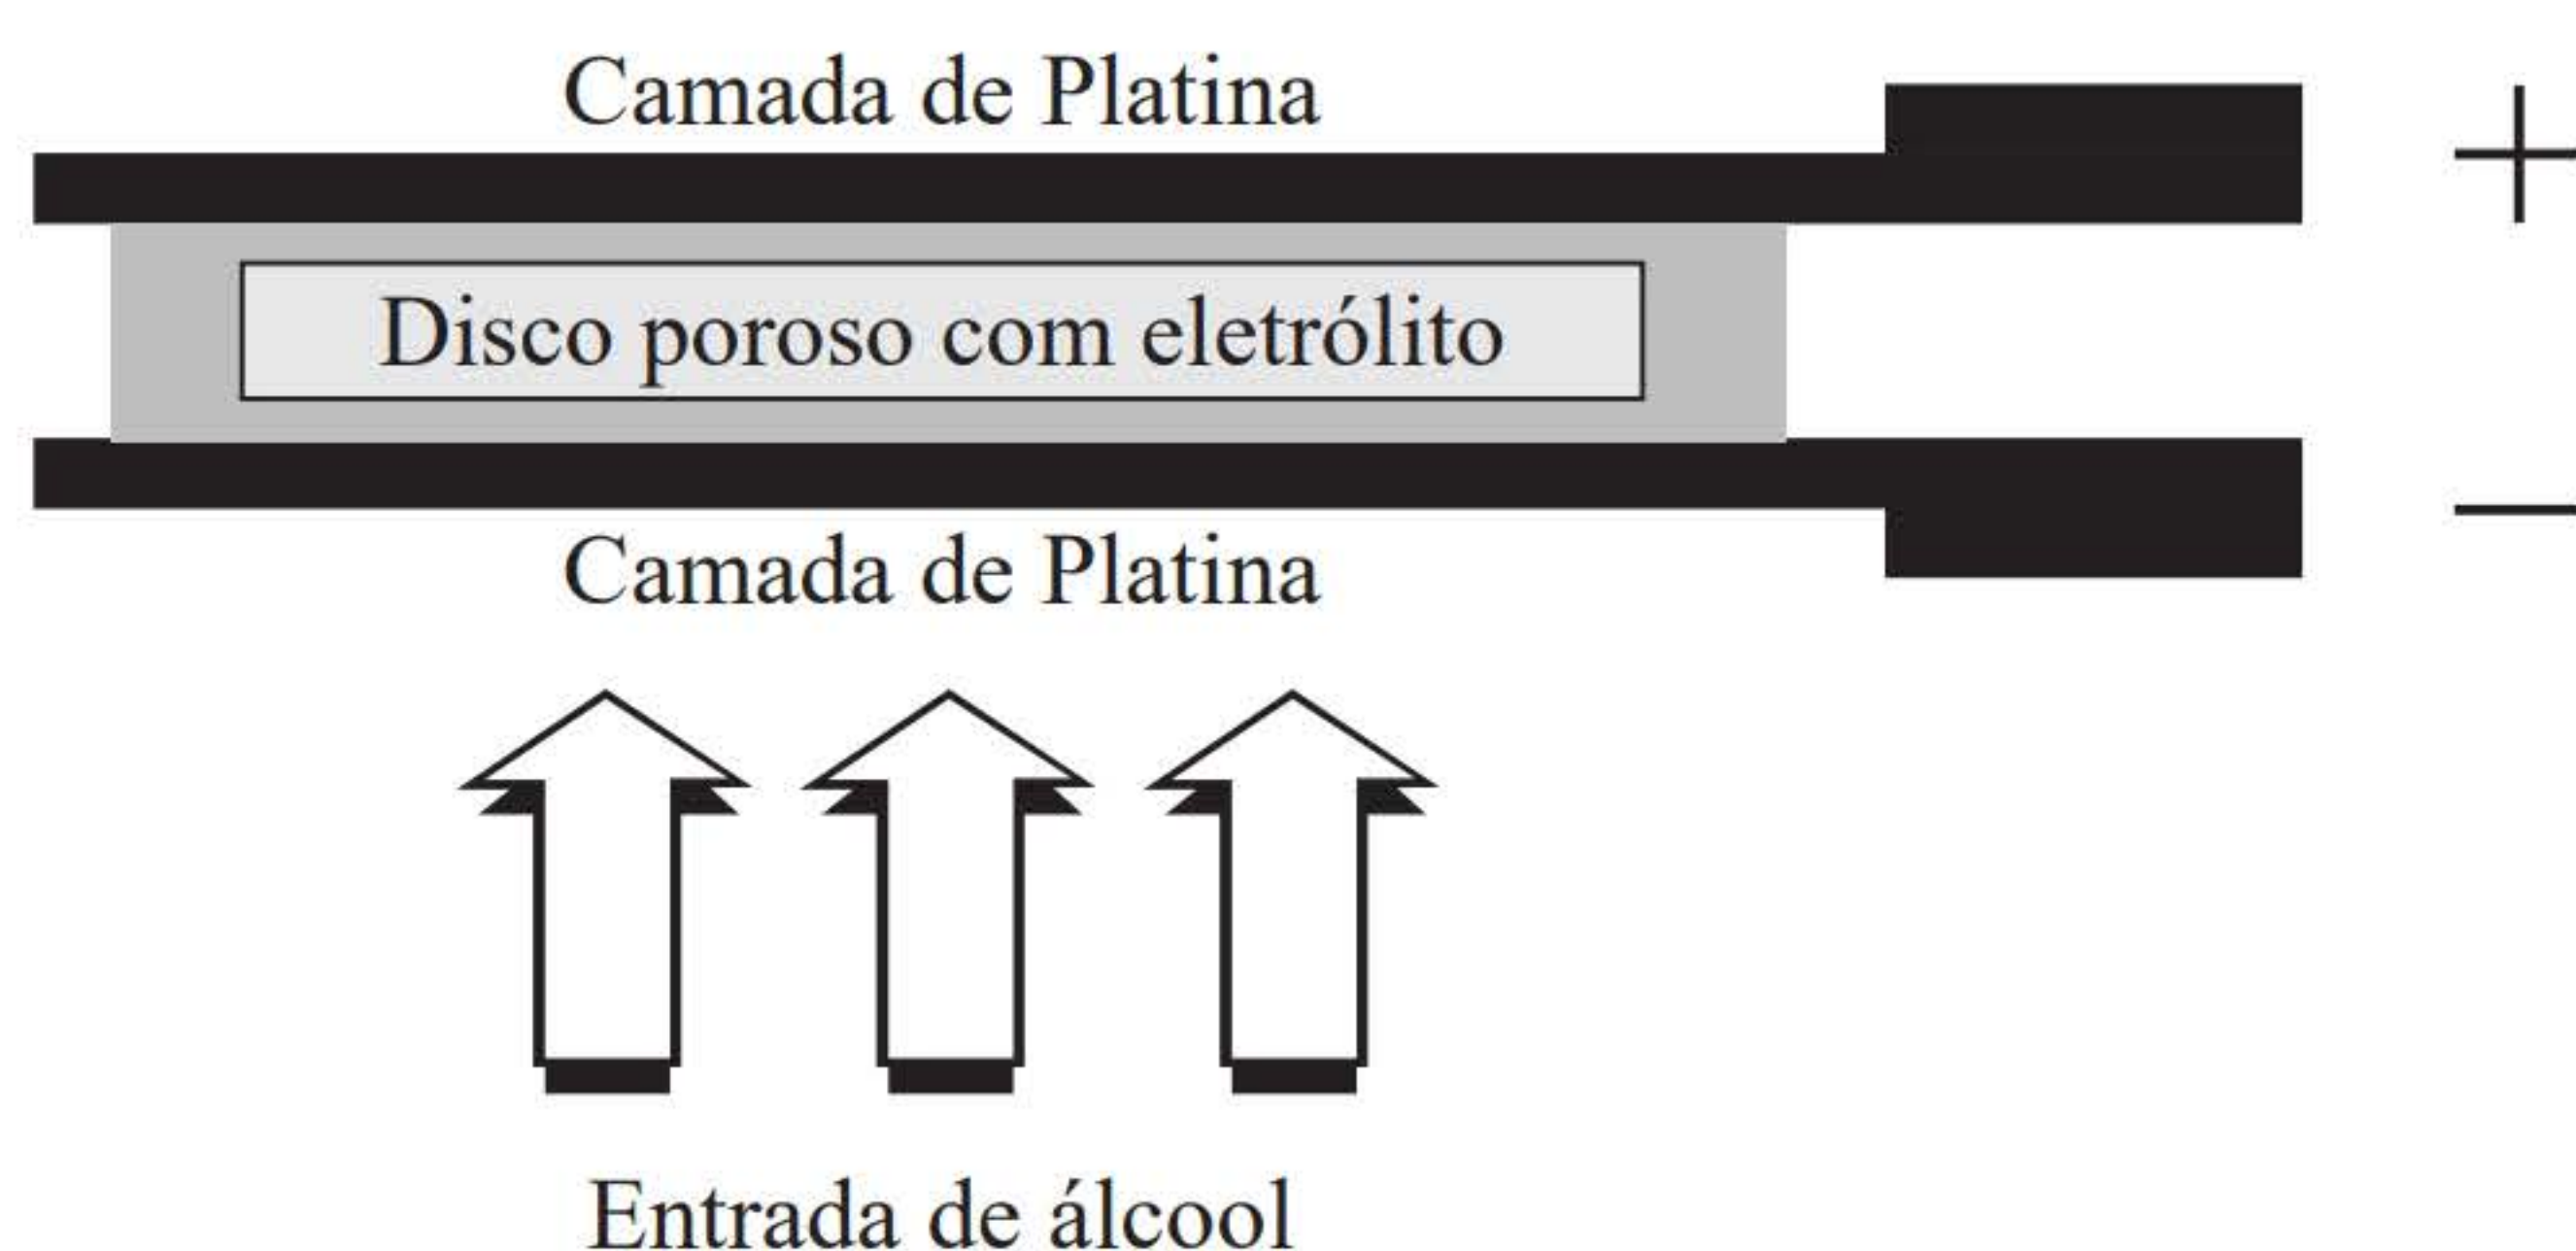 Camada de Platina
+
Disco poroso com eletrólito
Camada de Platina
—
Entrada de álcool